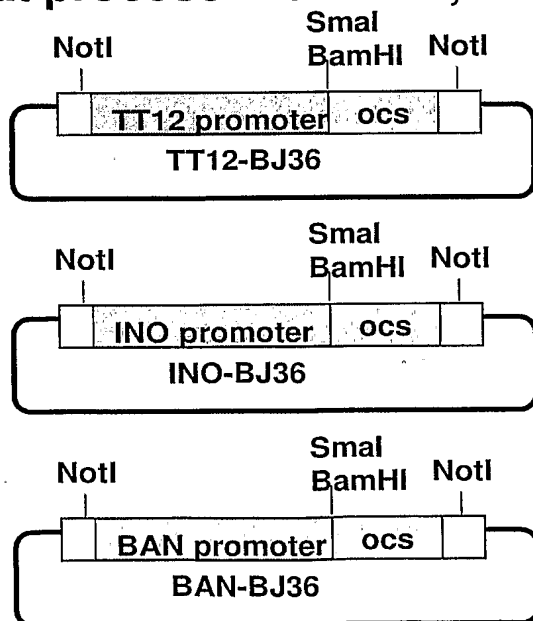 SmaI
NotI BamHI NotI
TT12 promoter ocs
TT12-BJ36
SmaI
NotI BamHI NotI
INO promoter ocs
INO-BJ36
SmaI
NotI BamHI NotI
BAN promoter ocs
BAN-BJ36